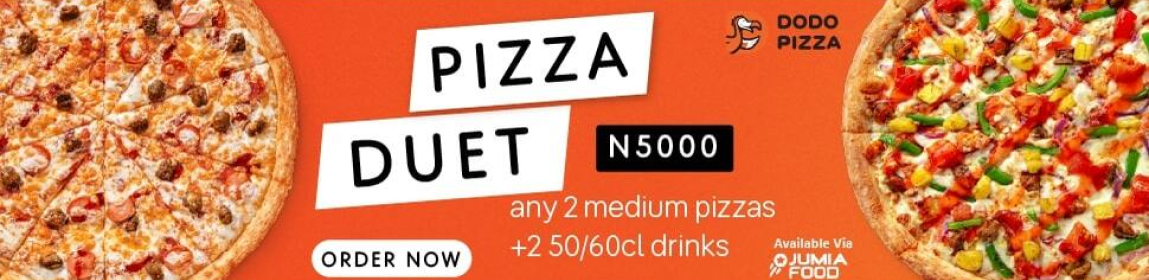 PIZZA
DUET
DODO
PIZZA
N5000
any 2 medium pizzas
+2 50/60cl drinks
ORDER NOW
Available Via
JUMIA
FOOD